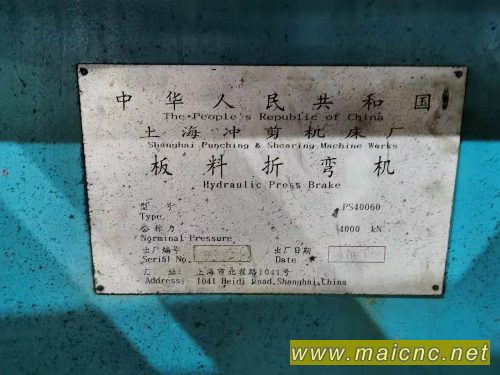 中华人民共和国
The People's Republic of China
上海冲剪机床厂
Shanghai Punching & Shearing Machine Works
板料折弯机
Hydraulic Press Brake
型号 PS40060
Type
公称力 4000 kN
Norminal Pressure
出厂编号 出厂日期
Serial No. Date
厂址: 上海市北翟路1041号
Address: 1041 Beidi Road,Shanghai,China
www.maicnc.net